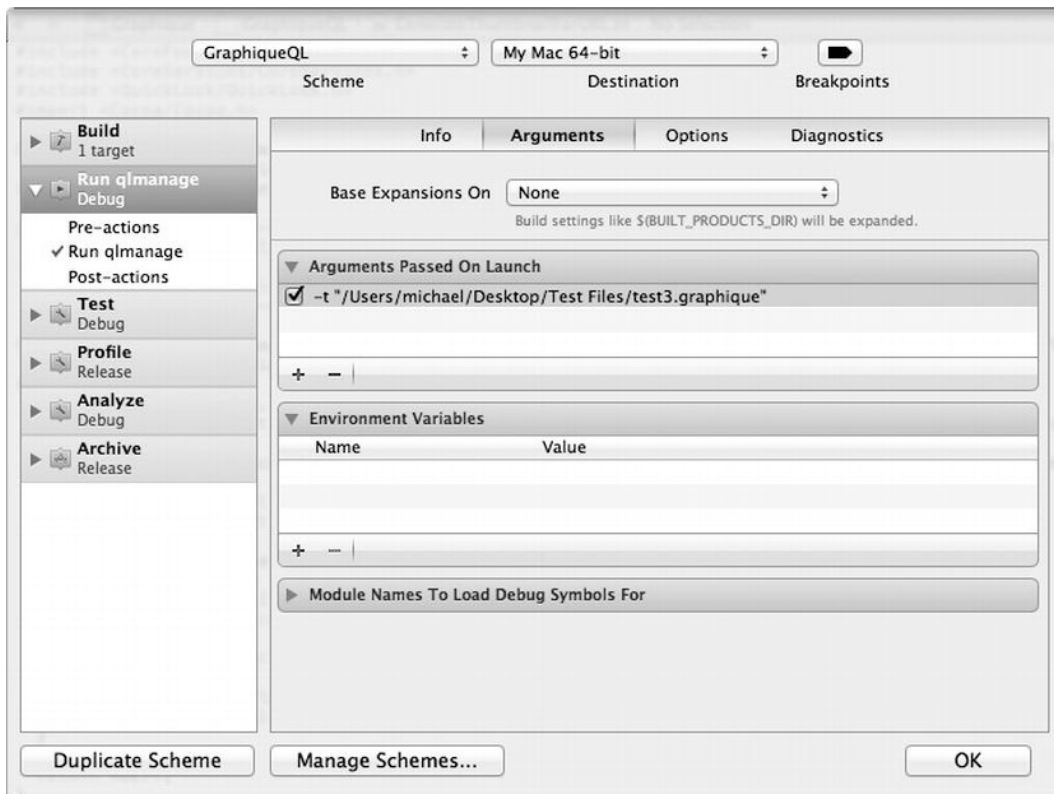 GraphiqueQL
My Mac 64-bit
Scheme
Destination
Breakpoints
Build
1 target
Run qlmanage
Debug
Pre-actions
✓ Run qlmanage
Post-actions
Test
Debug
Profile
Release
Analyze
Debug
Archive
Release
Info Arguments Options Diagnostics
Base Expansions On None
Build settings like $(BUILT_PRODUCTS_DIR) will be expanded.
Arguments Passed On Launch
-t "/Users/michael/Desktop/Test Files/test3.graphique"
+ −
Environment Variables
Name Value
+ −
Module Names To Load Debug Symbols For
Duplicate Scheme
Manage Schemes...
OK